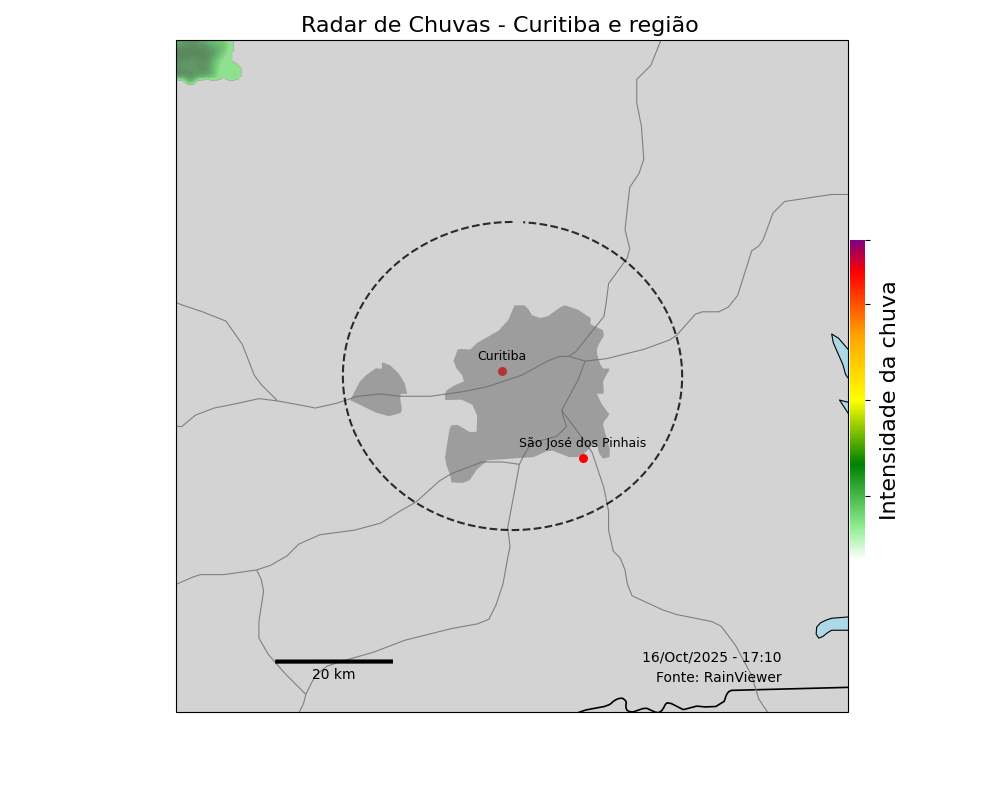 Radar de Chuvas - Curitiba e região
Curitiba
São José dos Pinhais
Intensidade da chuva
20 km
16/Oct/2025 - 17:10
Fonte: RainViewer